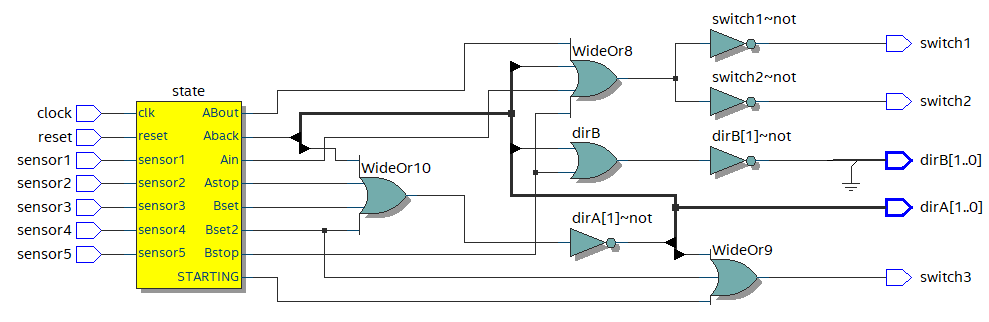 switch1~not
switch1
WideOr8
switch2~not
switch2
state
clock
clk
ABout
reset
reset
Aback
dirB
dirB[1]~not
sensor1
sensor1
Ain
dirB[1..0]
WideOr10
sensor2
sensor2
Astop
sensor3
sensor3
Bset
dirA[1..0]
dirA[1]~not
sensor4
sensor4
Bset2
sensor5
sensor5
Bstop
WideOr9
STARTING
switch3